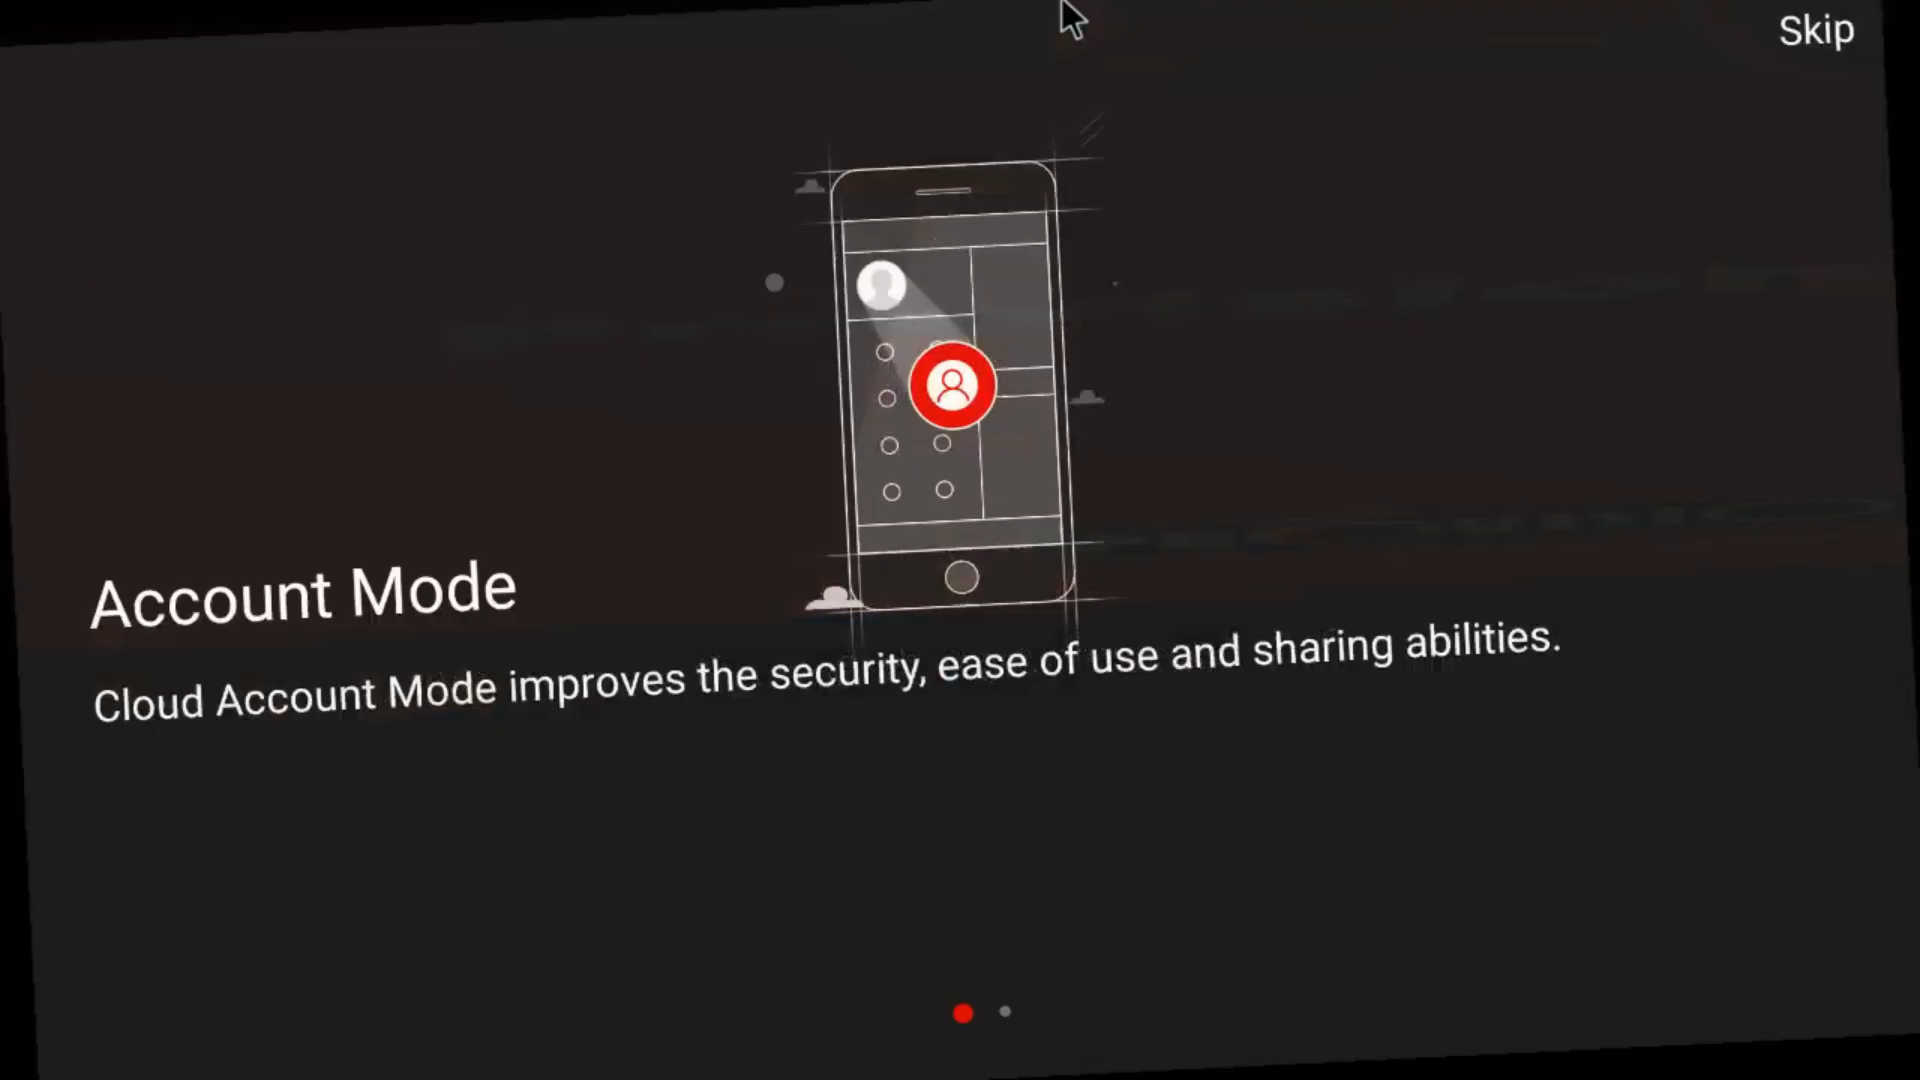 Skip
Account Mode
Cloud Account Mode improves the security, ease of use and sharing abilities.